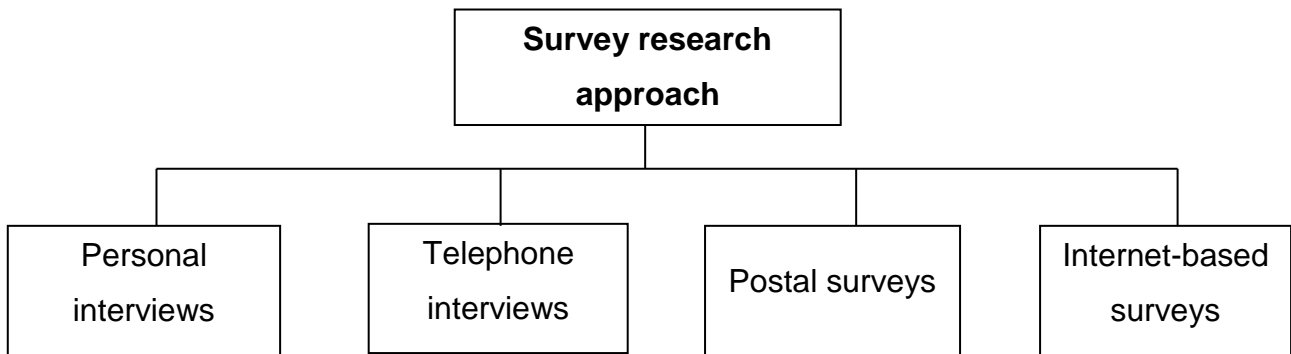 Survey research
approach
Personal
interviews
Telephone
interviews
Postal surveys
Internet-based
surveys